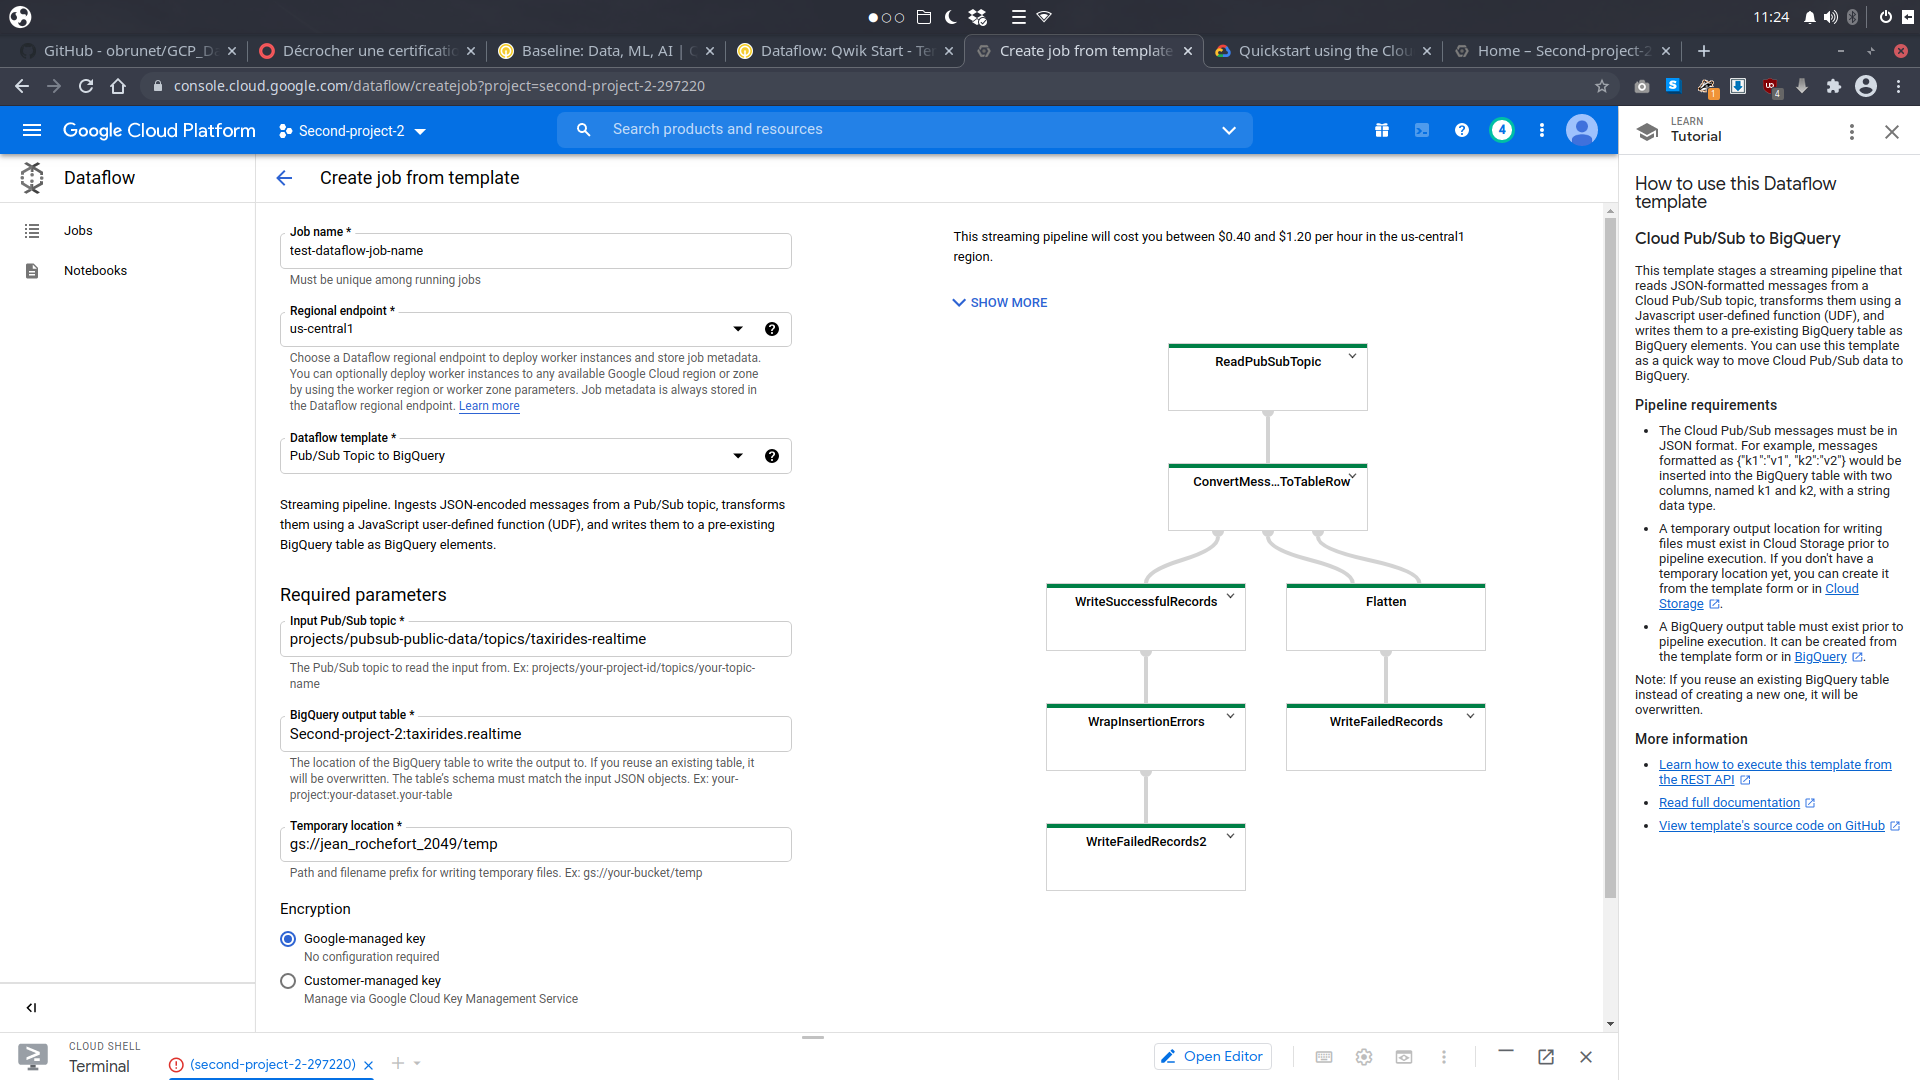 11:24
GitHub - obrunet/GCP_Da
Décrocher une certificatio
Baseline: Data, ML, AI | G
Dataflow: Qwik Start - Ter
Create job from template
Quickstart using the Clou
Home – Second-project-2
console.cloud.google.com/dataflow/createjob?project=second-project-2-297220
S
1
UD
4
Google Cloud Platform
Second-project-2
Search products and resources
4
LEARN
Tutorial
Dataflow
Jobs
Notebooks
Create job from template
Job name *
test-dataflow-job-name
Must be unique among running jobs
Regional endpoint *
us-central1
Choose a Dataflow regional endpoint to deploy worker instances and store job metadata.
You can optionally deploy worker instances to any available Google Cloud region or zone
by using the worker region or worker zone parameters. Job metadata is always stored in
the Dataflow regional endpoint. Learn more
Dataflow template *
Pub/Sub Topic to BigQuery
Streaming pipeline. Ingests JSON-encoded messages from a Pub/Sub topic, transforms
them using a JavaScript user-defined function (UDF), and writes them to a pre-existing
BigQuery table as BigQuery elements.
Required parameters
Input Pub/Sub topic *
projects/pubsub-public-data/topics/taxirides-realtime
The Pub/Sub topic to read the input from. Ex: projects/your-project-id/topics/your-topic-
name
BigQuery output table *
Second-project-2:taxirides.realtime
The location of the BigQuery table to write the output to. If you reuse an existing table, it
will be overwritten. The table's schema must match the input JSON objects. Ex: your-
project:your-dataset.your-table
Temporary location *
gs://jean_rochefort_2049/temp
Path and filename prefix for writing temporary files. Ex: gs://your-bucket/temp
Encryption
Google-managed key
No configuration required
Customer-managed key
Manage via Google Cloud Key Management Service
This streaming pipeline will cost you between $0.40 and $1.20 per hour in the us-central1
region.
SHOW MORE
ReadPubSubTopic
ConvertMess...ToTableRow
WriteSuccessfulRecords
Flatten
WrapInsertionErrors
WriteFailedRecords
WriteFailedRecords2
How to use this Dataflow
template
Cloud Pub/Sub to BigQuery
This template stages a streaming pipeline that
reads JSON-formatted messages from a
Cloud Pub/Sub topic, transforms them using a
Javascript user-defined function (UDF), and
writes them to a pre-existing BigQuery table as
BigQuery elements. You can use this template
as a quick way to move Cloud Pub/Sub data to
BigQuery.
Pipeline requirements
• The Cloud Pub/Sub messages must be in
JSON format. For example, messages
formatted as {"k1":"v1", "k2":"v2"} would be
inserted into the BigQuery table with two
columns, named k1 and k2, with a string
data type.
• A temporary output location for writing
files must exist in Cloud Storage prior to
pipeline execution. If you don't have a
temporary location yet, you can create it
from the template form or in Cloud
Storage.
• A BigQuery output table must exist prior to
pipeline execution. It can be created from
the template form or in BigQuery.
Note: If you reuse an existing BigQuery table
instead of creating a new one, it will be
overwritten.
More information
• Learn how to execute this template from
the REST API
• Read full documentation
• View template's source code on GitHub
CLOUD SHELL
Terminal
(second-project-2-297220)
Open Editor